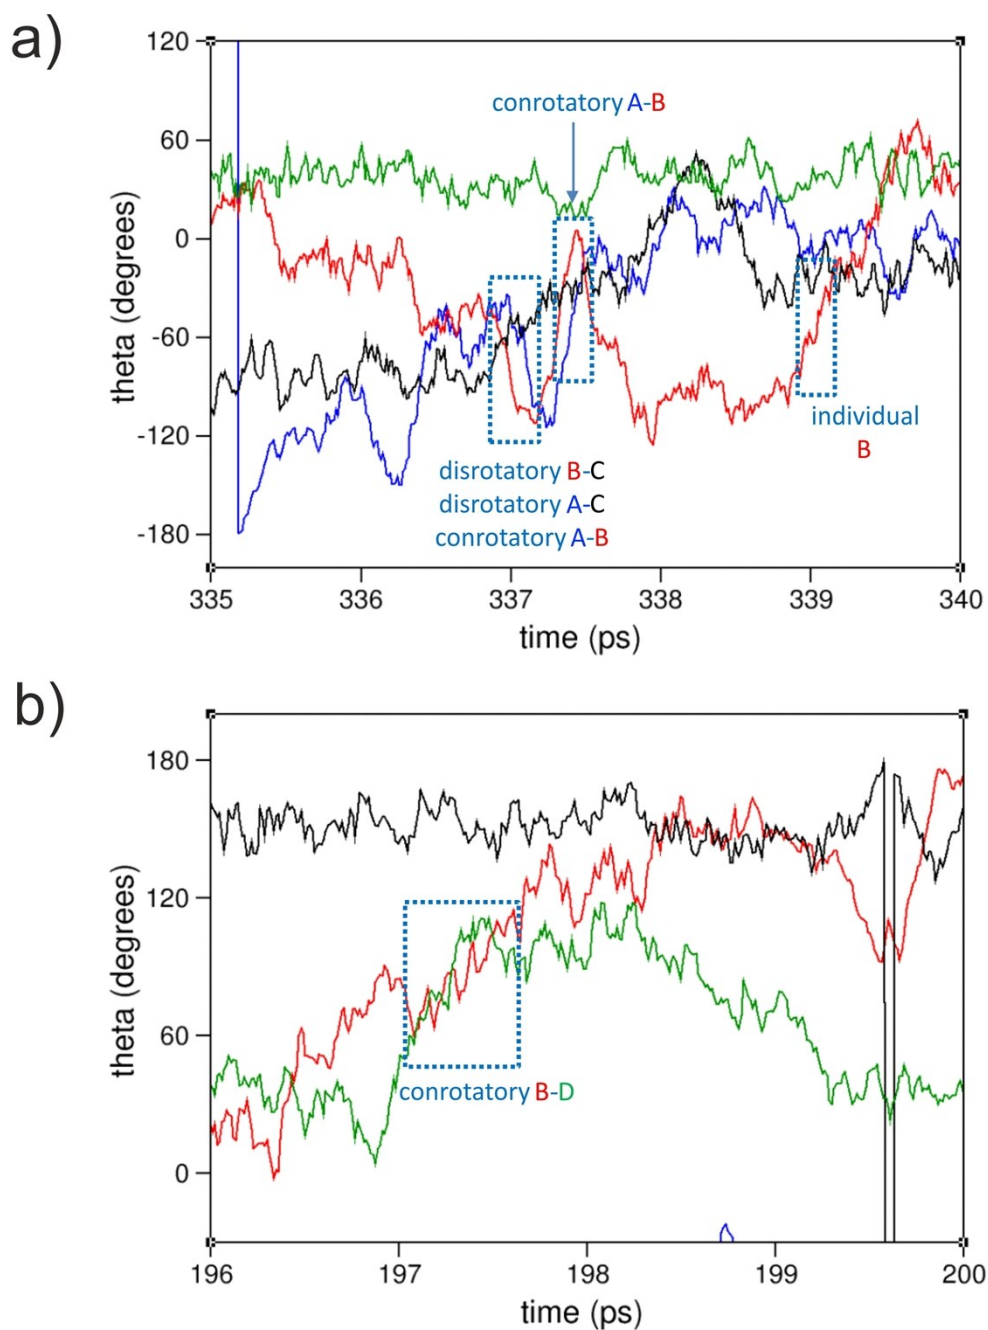 a)
120
60
0
-60
-120
-180
theta (degrees)
conrotatory A-B
disrotatory B-C
disrotatory A-C
conrotatory A-B
individual
B
335 336 337 338 339 340
time (ps)
b)
180
120
60
0
theta (degrees)
conrotatory B-D
196 197 198 199 200
time (ps)